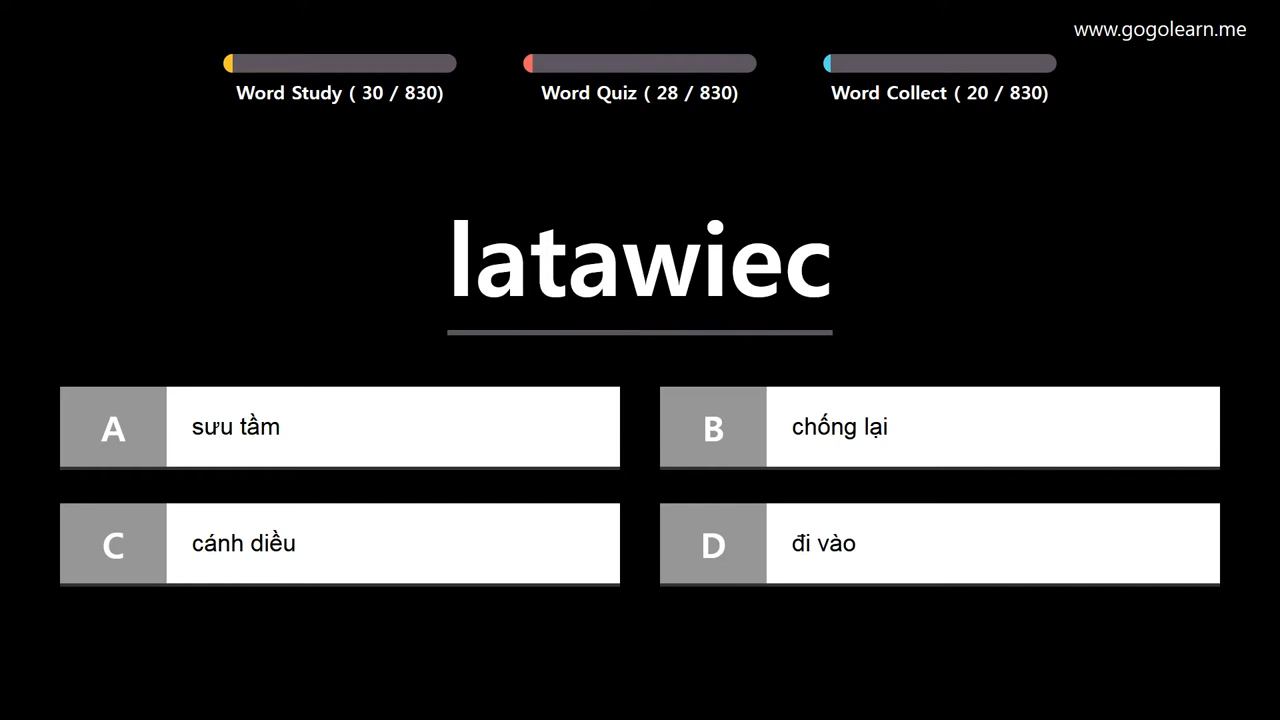 www.gogolearn.me
Word Study ( 30 / 830)
Word Quiz ( 28 / 830)
Word Collect ( 20 / 830)
latawiec
A sưu tầm
B chống lại
C cánh diều
D đi vào